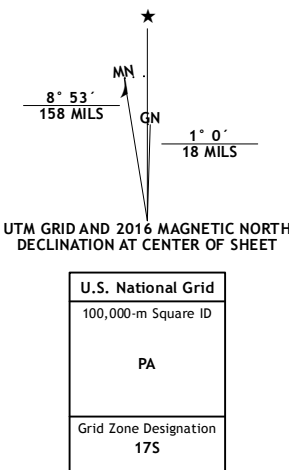 ★
MN
GN
8° 53´
158 MILS
1° 0´
18 MILS
UTM GRID AND 2016 MAGNETIC NORTH
DECLINATION AT CENTER OF SHEET
U.S. National Grid
100,000-m Square ID
PA
Grid Zone Designation
17S